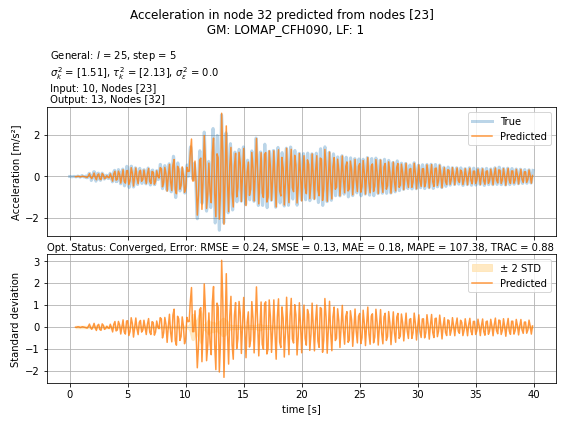 Acceleration in node 32 predicted from nodes [23]
GM: LOMAP_CFH090, LF: 1
General: l = 25, step = 5
σ²ₖ = [1.51], τ²ₖ = [2.13], σ²ε = 0.0
Input: 10, Nodes [23]
Output: 13, Nodes [32]
Acceleration [m/s²]
2
0
−2
True
Predicted
Opt. Status: Converged, Error: RMSE = 0.24, SMSE = 0.13, MAE = 0.18, MAPE = 107.38, TRAC = 0.88
Standard deviation
3
2
1
0
−1
−2
± 2 STD
Predicted
0 5 10 15 20 25 30 35 40
time [s]